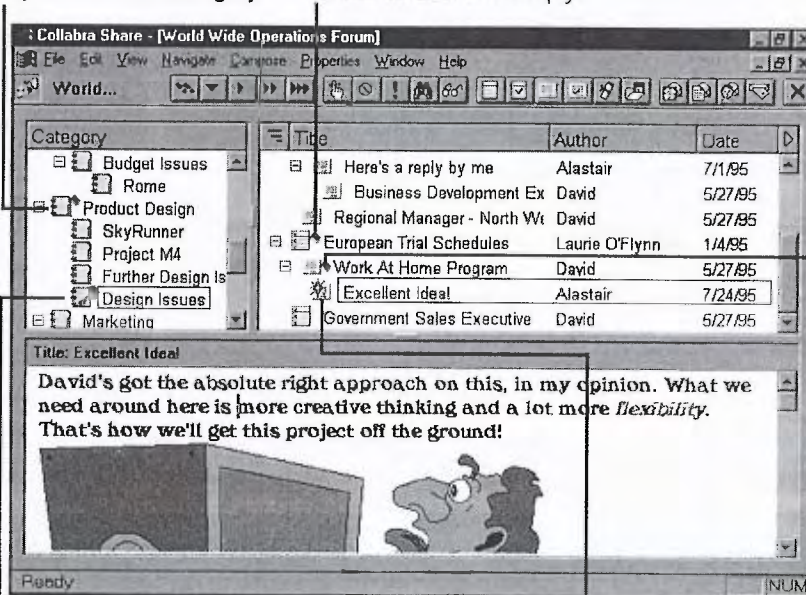 Collabra Share - [World Wide Operations Forum]
File Edit View Navigate Compose Properties Window Help
World...
Category
Budget Issues
Rome
Product Design
SkyRunner
Project M4
Further Design Is
Design Issues
Marketing
Title Author Date
Here's a reply by me Alastair 7/1/95
Business Development Ex David 5/27/95
Regional Manager - North We David 5/27/95
European Trial Schedules Laurie O'Flynn 1/4/95
Work At Home Program David 5/27/95
Excellent Idea! Alastair 7/24/95
Government Sales Executive David 5/27/95
Title: Excellent Idea!
David's got the absolute right approach on this, in my opinion. What we
need around here is more creative thinking and a lot more flexibility.
That's how we'll get this project off the ground!
Ready NUM